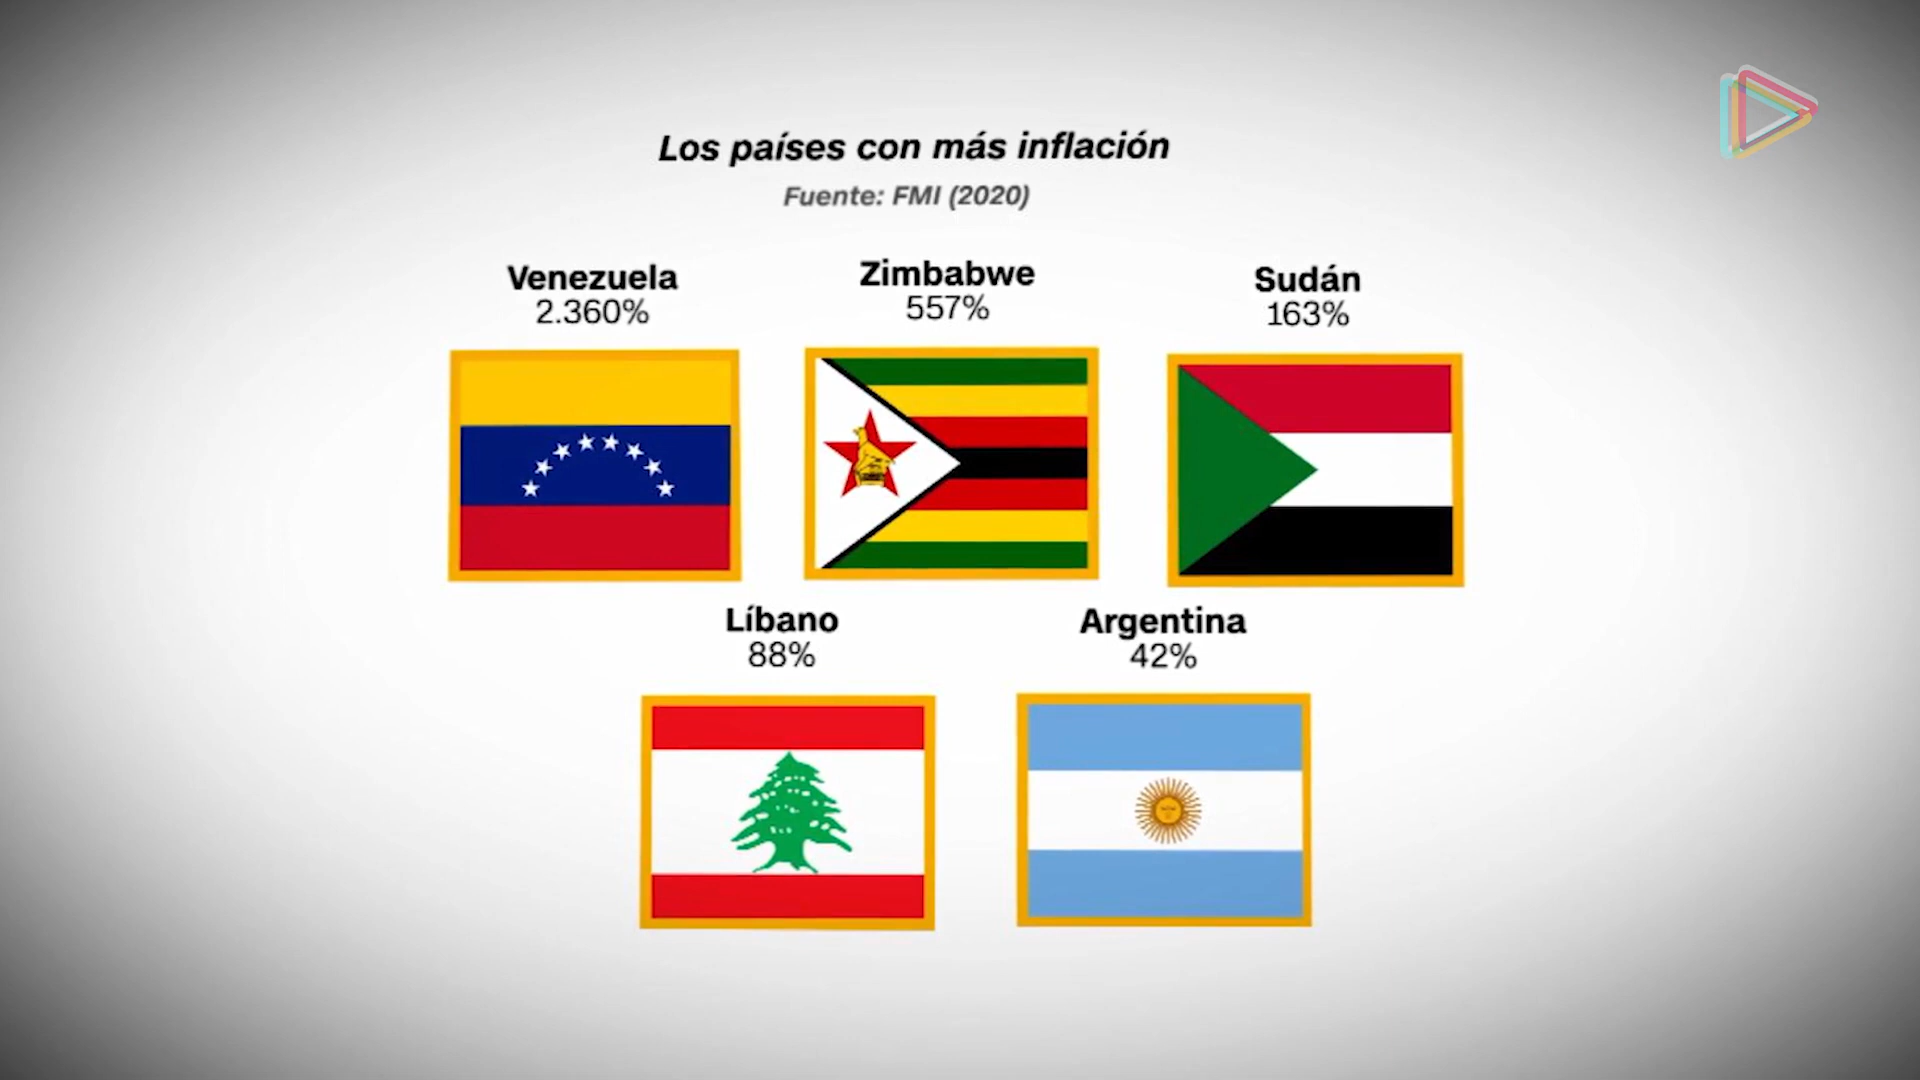 Los países con más inflación
Fuente: FMI (2020)
Venezuela
2.360%
Zimbabwe
557%
Sudán
163%
Líbano
88%
Argentina
42%